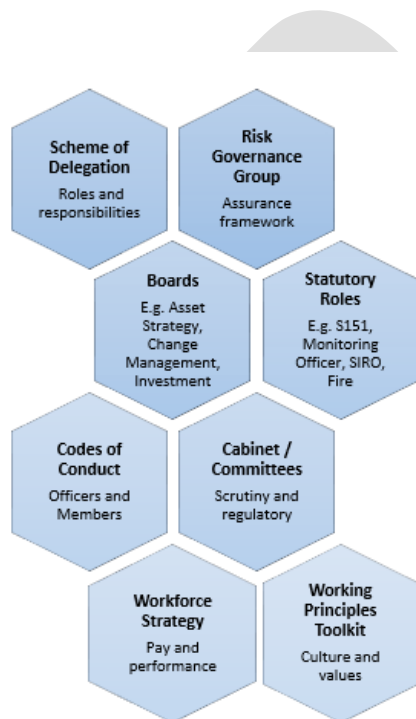 Scheme of
Delegation
Roles and
responsibilities
Risk
Governance
Group
Assurance
framework
Boards
E.g. Asset
Strategy,
Change
Management,
Investment
Statutory
Roles
E.g. S151,
Monitoring
Officer, SIRO,
Fire
Codes of
Conduct
Officers and
Members
Cabinet /
Committees
Scrutiny and
regulatory
Workforce
Strategy
Pay and
performance
Working
Principles
Toolkit
Culture and
values